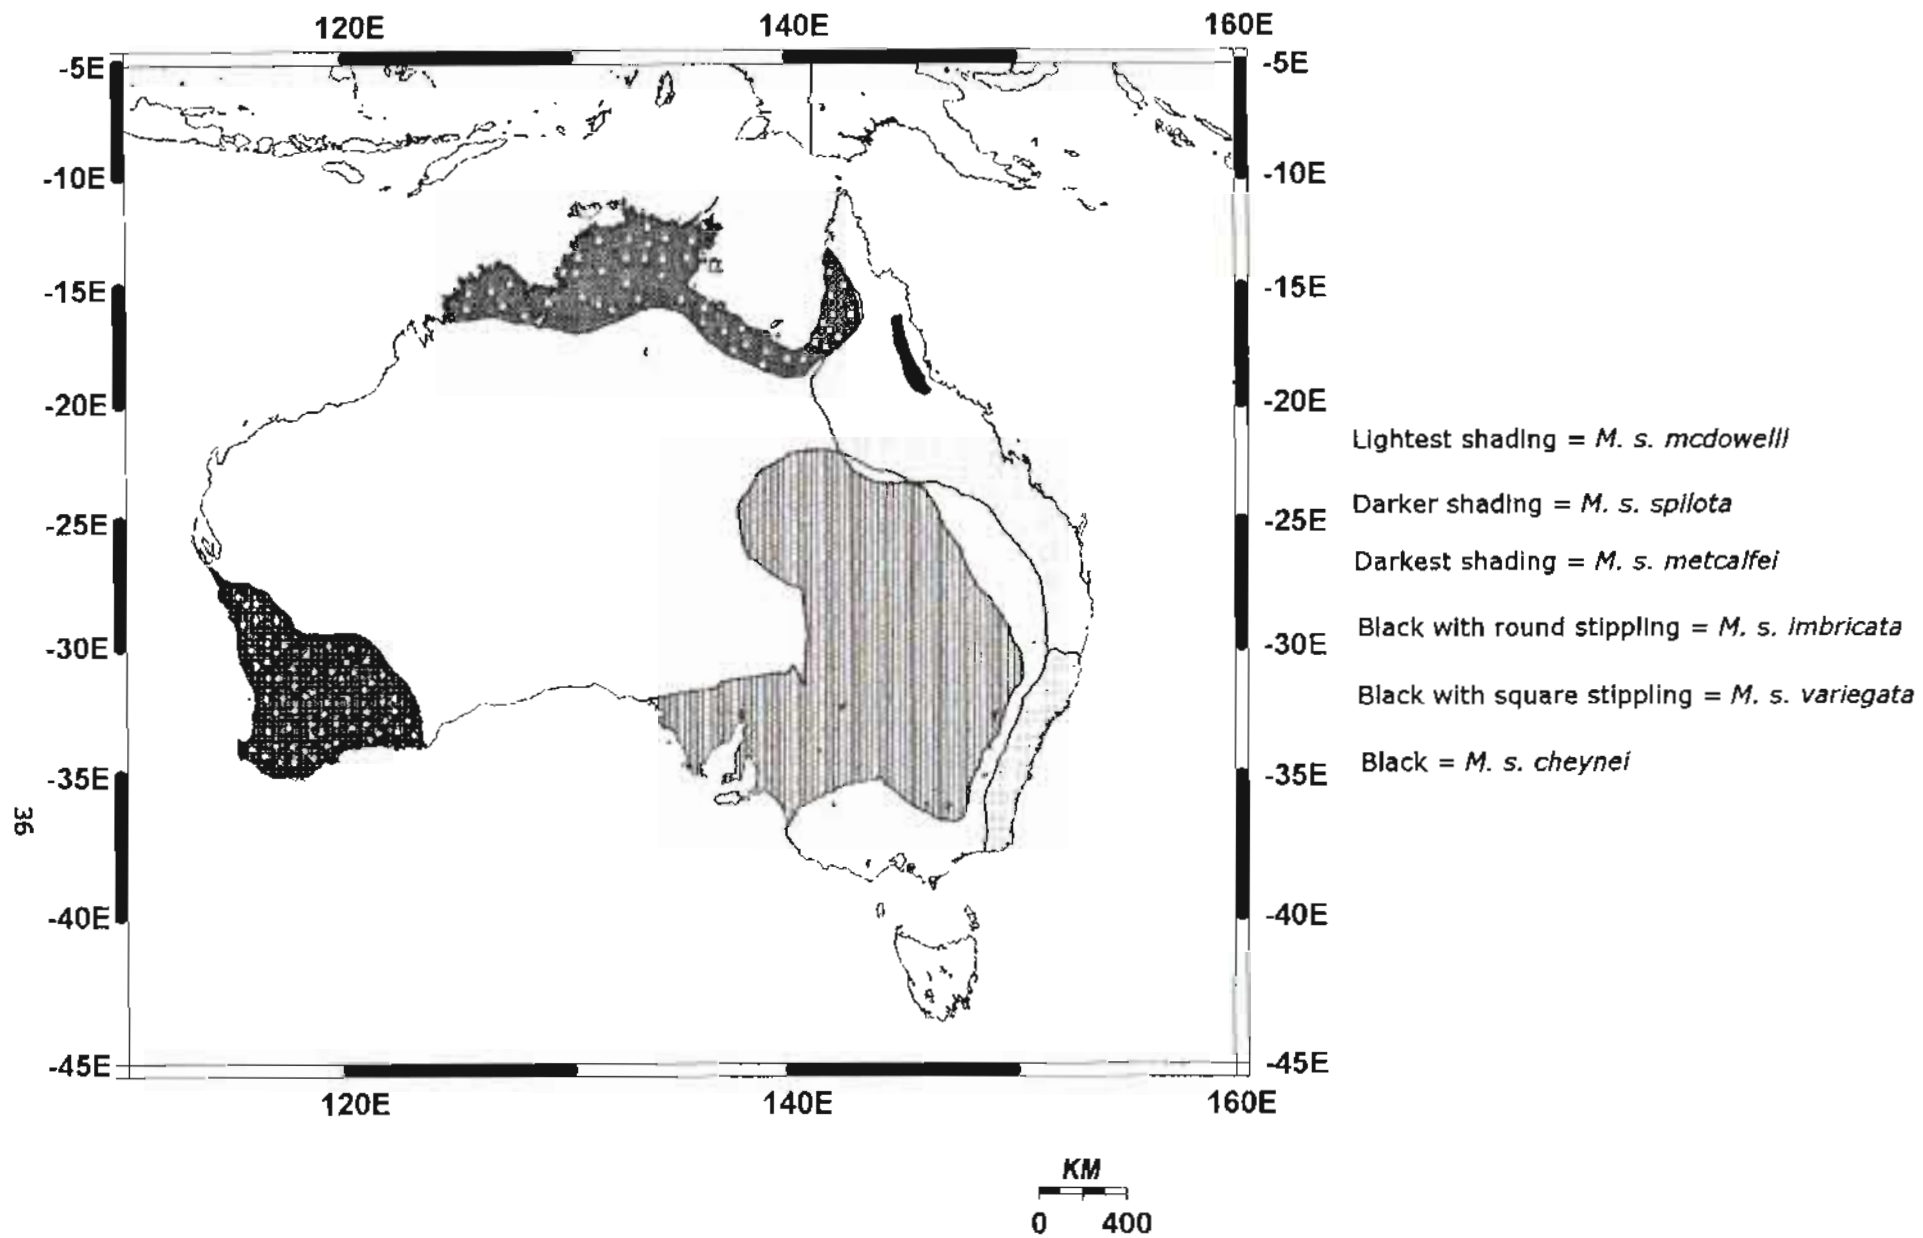 120E 140E 160E
-5E -5E
-10E -10E
-15E -15E
-20E -20E
Lightest shading = M. s. mcdowelli
Darker shading = M. s. spilota
-25E -25E
Darkest shading = M. s. metcalfei
Black with round stippling = M. s. imbricata
-30E -30E
Black with square stippling = M. s. variegata
Black = M. s. cheynei
-35E -35E
36
-40E -40E
-45E -45E
120E 140E 160E
KM
0 400